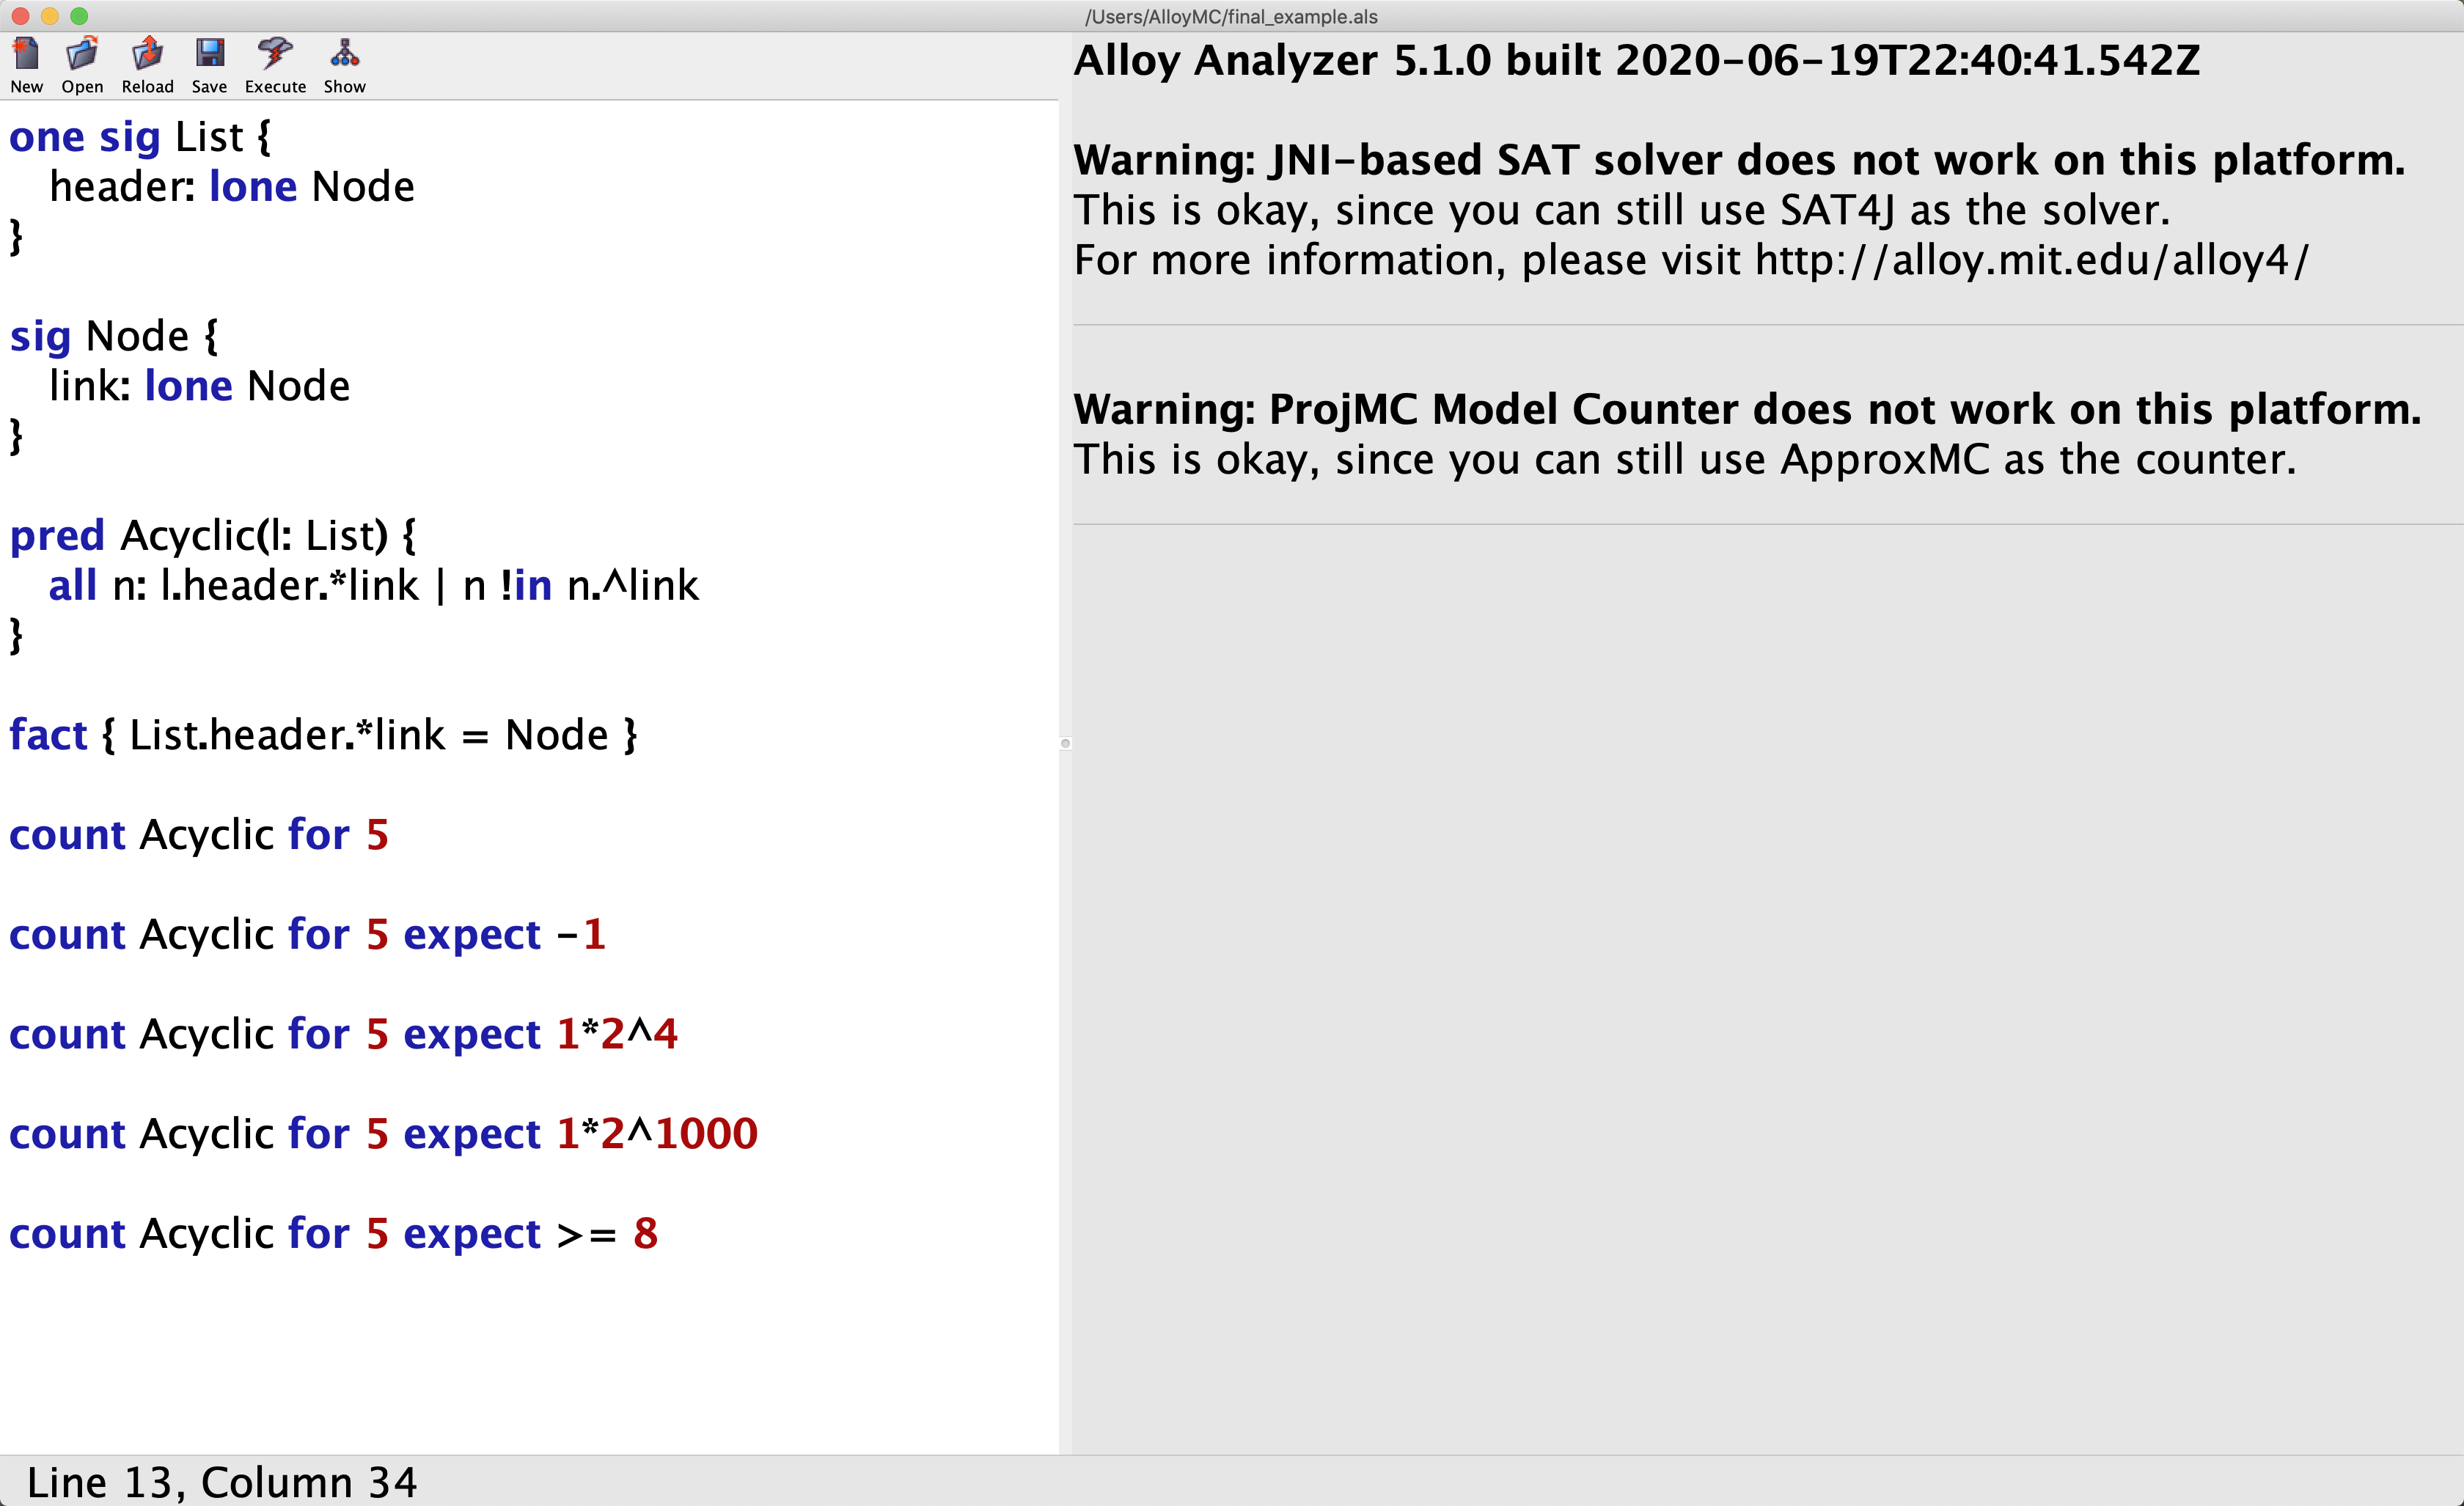 /Users/AlloyMC/final_example.als
New Open Reload Save Execute Show
one sig List {
header: lone Node
}
sig Node {
link: lone Node
}
pred Acyclic(l: List) {
all n: l.header.*link | n !in n.^link
}
fact { List.header.*link = Node }
count Acyclic for 5
count Acyclic for 5 expect -1
count Acyclic for 5 expect 1*2^4
count Acyclic for 5 expect 1*2^1000
count Acyclic for 5 expect >= 8
Alloy Analyzer 5.1.0 built 2020-06-19T22:40:41.542Z
Warning: JNI-based SAT solver does not work on this platform.
This is okay, since you can still use SAT4J as the solver.
For more information, please visit http://alloy.mit.edu/alloy4/
Warning: ProjMC Model Counter does not work on this platform.
This is okay, since you can still use ApproxMC as the counter.
Line 13, Column 34